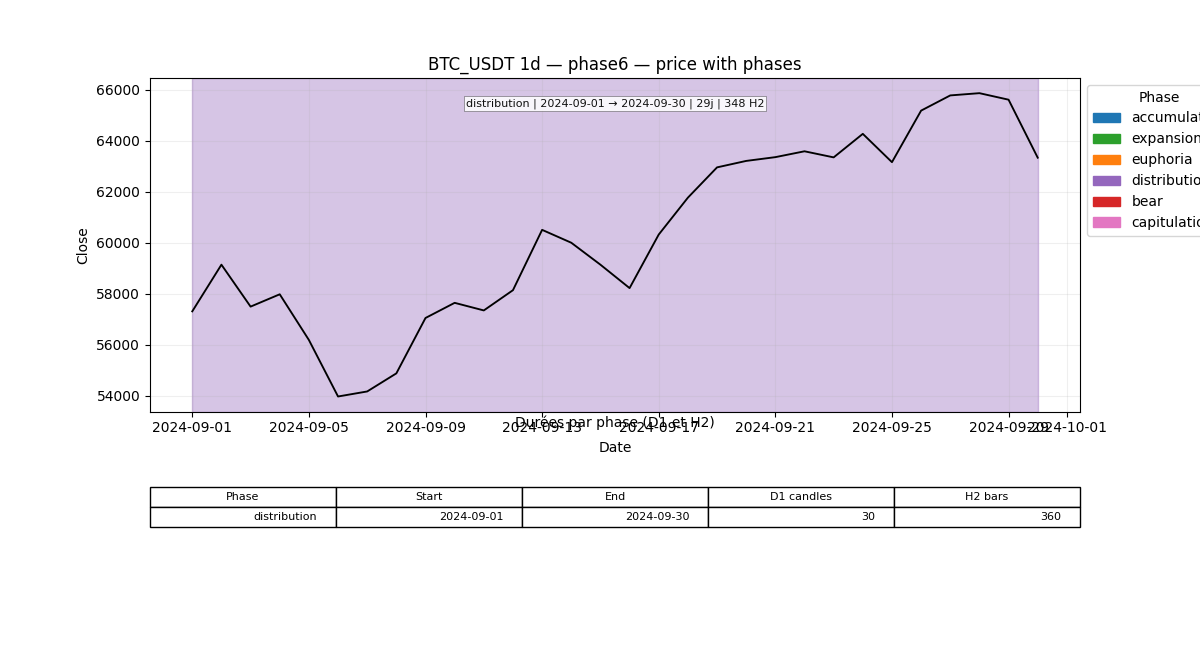 BTC_USDT 1d — phase6 — price with phases
66000
64000
62000
60000
58000
56000
54000
Close
distribution | 2024-09-01 → 2024-09-30 | 29j | 348 H2
Phase
accumulat
expansion
euphoria
distributio
bear
capitulatio
2024-09-01 2024-09-05 2024-09-09 2024-09-13 2024-09-17 2024-09-21 2024-09-25 2024-09-29 2024-10-01
Durées par phase (D1 et H2)
Date
Phase Start End D1 candles H2 bars
distribution 2024-09-01 2024-09-30 30 360